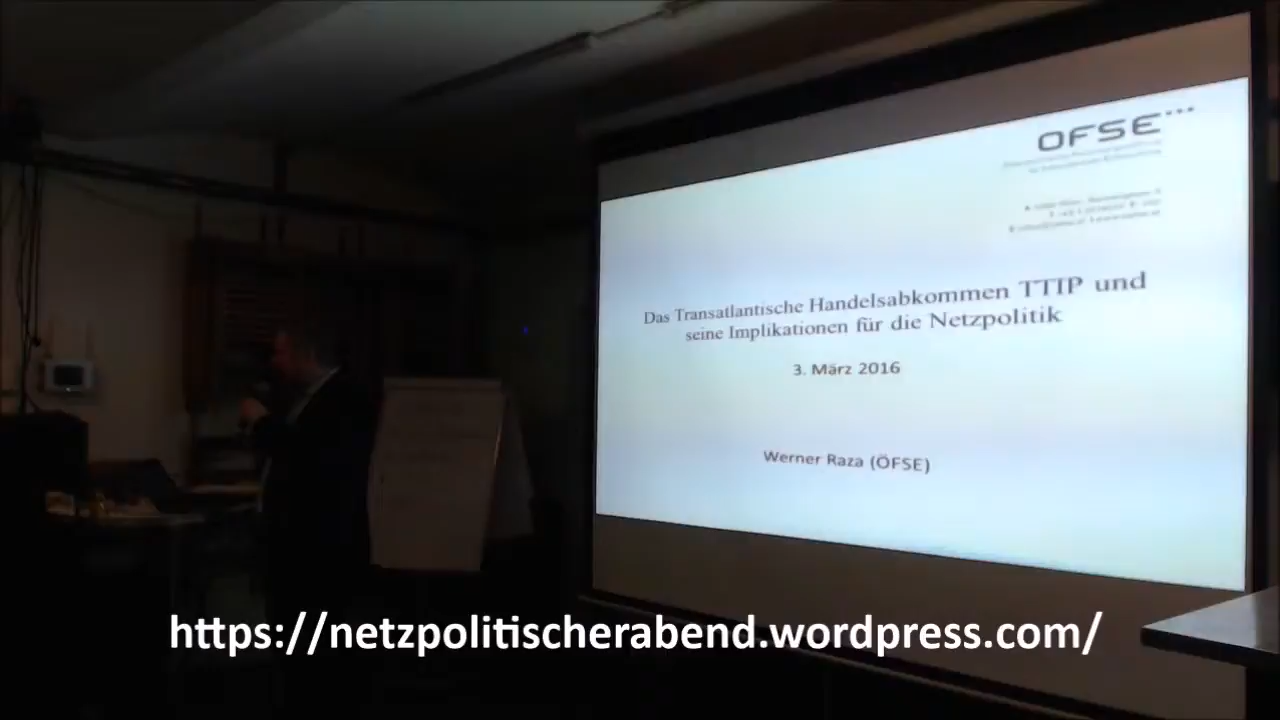 ÖFSE
Das Transatlantische Handelsabkommen TTIP und
seine Implikationen für die Netzpolitik
3. März 2016
Werner Raza (ÖFSE)
https://netzpolitischerabend.wordpress.com/